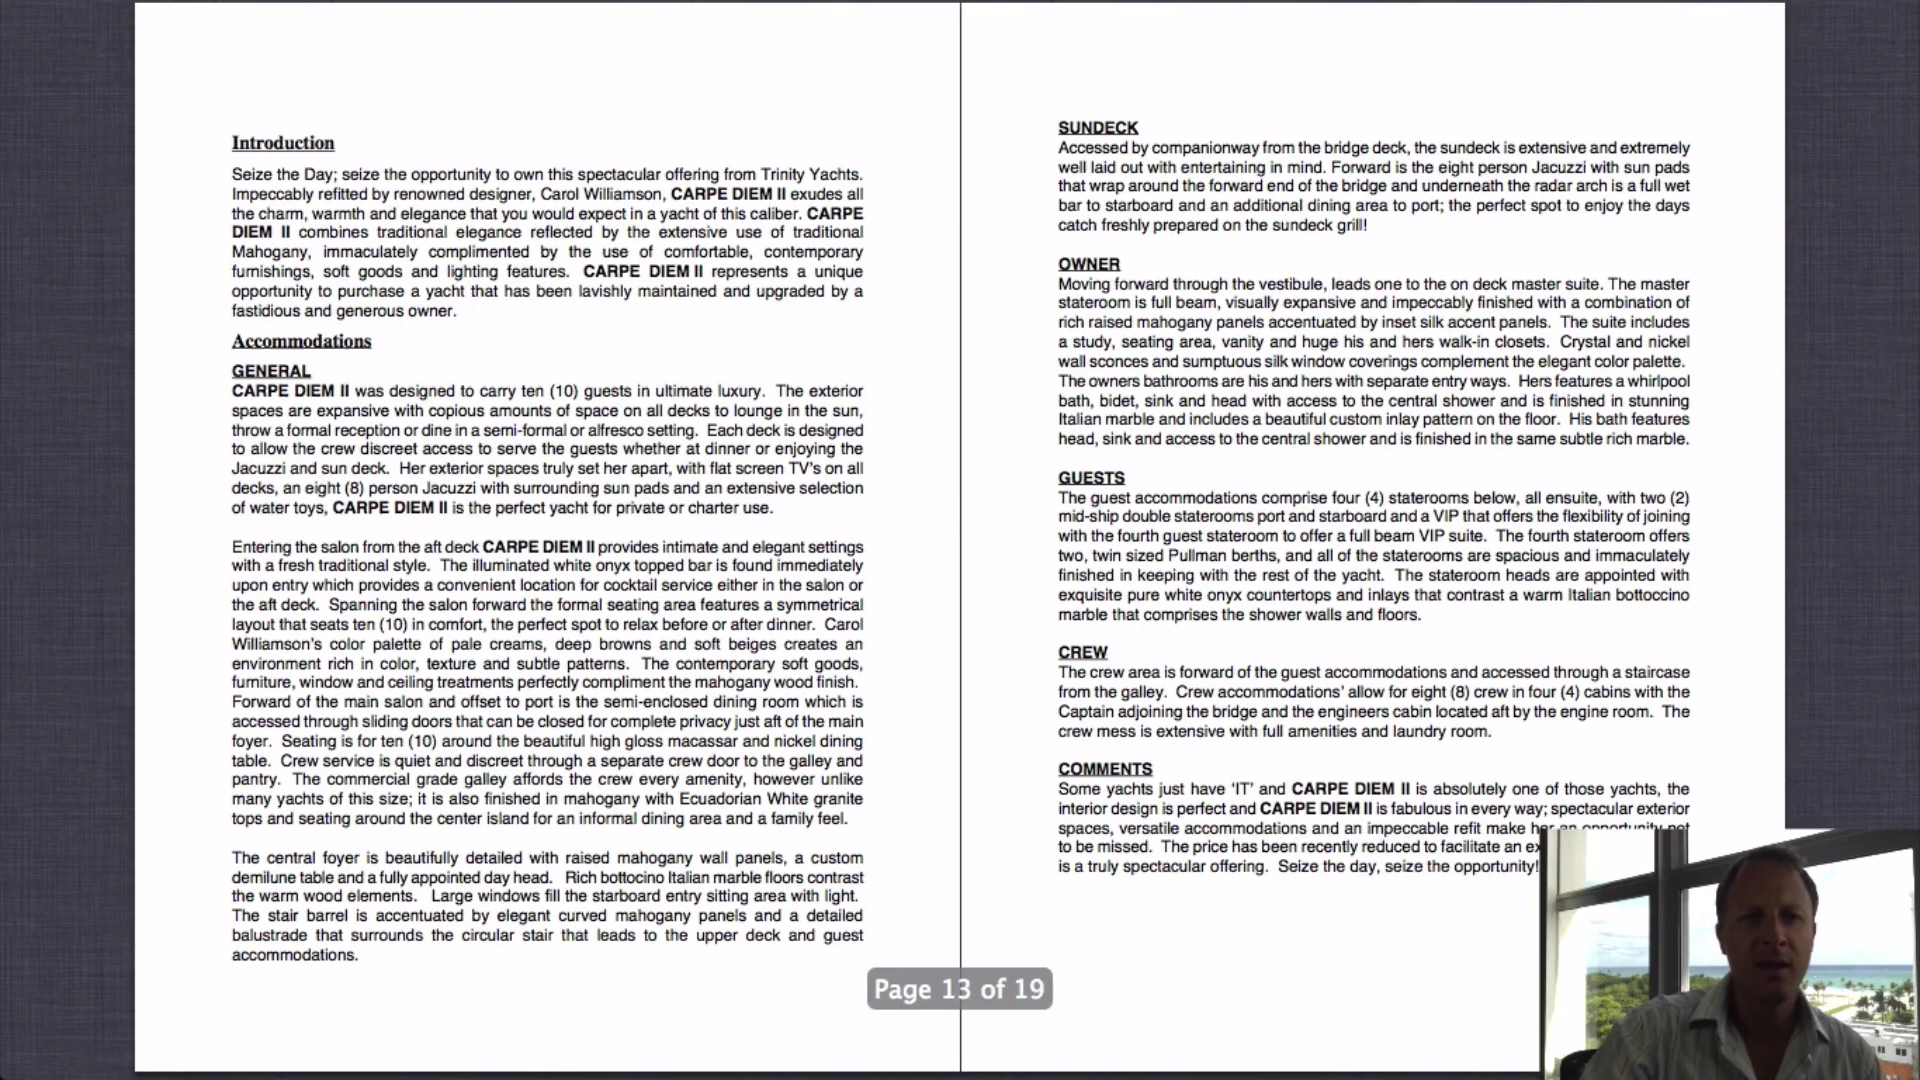 Introduction
Seize the Day; seize the opportunity to own this spectacular offering from Trinity Yachts.
Impeccably refitted by renowned designer, Carol Williamson, CARPE DIEM II exudes all
the charm, warmth and elegance that you would expect in a yacht of this caliber. CARPE
DIEM II combines traditional elegance reflected by the extensive use of traditional
Mahogany, immaculately complimented by the use of comfortable, contemporary
furnishings, soft goods and lighting features. CARPE DIEM II represents a unique
opportunity to purchase a yacht that has been lavishly maintained and upgraded by a
fastidious and generous owner.
Accommodations
GENERAL
CARPE DIEM II was designed to carry ten (10) guests in ultimate luxury. The exterior
spaces are expansive with copious amounts of space on all decks to lounge in the sun,
throw a formal reception or dine in a semi-formal or alfresco setting. Each deck is designed
to allow the crew discreet access to serve the guests whether at dinner or enjoying the
Jacuzzi and sun deck. Her exterior spaces truly set her apart, with flat screen TV's on all
decks, an eight (8) person Jacuzzi with surrounding sun pads and an extensive selection
of water toys, CARPE DIEM II is the perfect yacht for private or charter use.
Entering the salon from the aft deck CARPE DIEM II provides intimate and elegant settings
with a fresh traditional style. The illuminated white onyx topped bar is found immediately
upon entry which provides a convenient location for cocktail service either in the salon or
the aft deck. Spanning the salon forward the formal seating area features a symmetrical
layout that seats ten (10) in comfort, the perfect spot to relax before or after dinner. Carol
Williamson's color palette of pale creams, deep browns and soft beiges creates an
environment rich in color, texture and subtle patterns. The contemporary soft goods,
furniture, window and ceiling treatments perfectly compliment the mahogany wood finish.
Forward of the main salon and offset to port is the semi-enclosed dining room which is
accessed through sliding doors that can be closed for complete privacy just aft of the main
foyer. Seating is for ten (10) around the beautiful high gloss macassar and nickel dining
table. Crew service is quiet and discreet through a separate crew door to the galley and
pantry. The commercial grade galley affords the crew every amenity, however unlike
many yachts of this size; it is also finished in mahogany with Ecuadorian White granite
tops and seating around the center island for an informal dining area and a family feel.
The central foyer is beautifully detailed with raised mahogany wall panels, a custom
demilune table and a fully appointed day head. Rich bottocino Italian marble floors contrast
the warm wood elements. Large windows fill the starboard entry sitting area with light.
The stair barrel is accentuated by elegant curved mahogany panels and a detailed
balustrade that surrounds the circular stair that leads to the upper deck and guest
accommodations.
SUNDECK
Accessed by companionway from the bridge deck, the sundeck is extensive and extremely
well laid out with entertaining in mind. Forward is the eight person Jacuzzi with sun pads
that wrap around the forward end of the bridge and underneath the radar arch is a full wet
bar to starboard and an additional dining area to port; the perfect spot to enjoy the days
catch freshly prepared on the sundeck grill!
OWNER
Moving forward through the vestibule, leads one to the on deck master suite. The master
stateroom is full beam, visually expansive and impeccably finished with a combination of
rich raised mahogany panels accentuated by inset silk accent panels. The suite includes
a study, seating area, vanity and huge his and hers walk-in closets. Crystal and nickel
wall sconces and sumptuous silk window coverings complement the elegant color palette.
The owners bathrooms are his and hers with separate entry ways. Hers features a whirlpool
bath, bidet, sink and head with access to the central shower and is finished in stunning
Italian marble and includes a beautiful custom inlay pattern on the floor. His bath features
head, sink and access to the central shower and is finished in the same subtle rich marble.
GUESTS
The guest accommodations comprise four (4) staterooms below, all ensuite, with two (2)
mid-ship double staterooms port and starboard and a VIP that offers the flexibility of joining
with the fourth guest stateroom to offer a full beam VIP suite. The fourth stateroom offers
two, twin sized Pullman berths, and all of the staterooms are spacious and immaculately
finished in keeping with the rest of the yacht. The stateroom heads are appointed with
exquisite pure white onyx countertops and inlays that contrast a warm Italian bottoccino
marble that comprises the shower walls and floors.
CREW
The crew area is forward of the guest accommodations and accessed through a staircase
from the galley. Crew accommodations' allow for eight (8) crew in four (4) cabins with the
Captain adjoining the bridge and the engineers cabin located aft by the engine room. The
crew mess is extensive with full amenities and laundry room.
COMMENTS
Some yachts just have 'IT' and CARPE DIEM II is absolutely one of those yachts, the
interior design is perfect and CARPE DIEM II is fabulous in every way; spectacular exterior
spaces, versatile accommodations and an impeccable refit make her an opportunity not
to be missed. The price has been recently reduced to facilitate an
is a truly spectacular offering. Seize the day, seize the opportunity!
Page 13 of 19